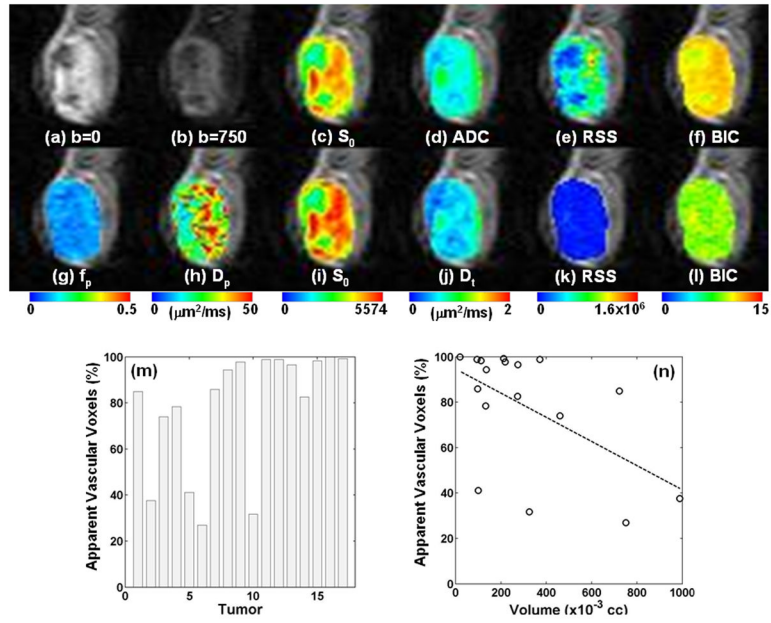 (a) b=0 (b) b=750 (c) S₀ (d) ADC (e) RSS (f) BIC
(g) fₚ (h) Dₚ (i) S₀ (j) Dₜ (k) RSS (l) BIC
0 0.5 0 (μm²/ms) 50 0 5574 0 (μm²/ms) 2 0 1.6x10⁶ 0 15
(m)
Apparent Vascular Voxels (%)
100
80
60
40
20
0
0 5 10 15
Tumor
(n)
Apparent Vascular Voxels (%)
100
80
60
40
20
0
0 200 400 600 800 1000
Volume (x10⁻³ cc)